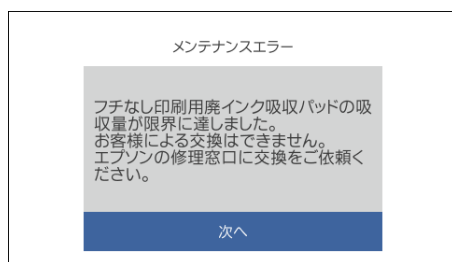 メンテナンスエラー
フチなし印刷用廃インク吸収パッドの吸
収量が限界に達しました。
お客様による交換はできません。
エプソンの修理窓口に交換をご依頼く
ださい。
次へ